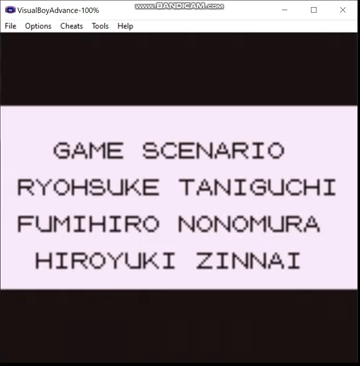 VisualBoyAdvance-100%
www.BANDICAM.com
File Options Cheats Tools Help
GAME SCENARIO
RYOHSUKE TANIGUCHI
FUMIHIRO NONOMURA
HIROYUKI ZINNAI